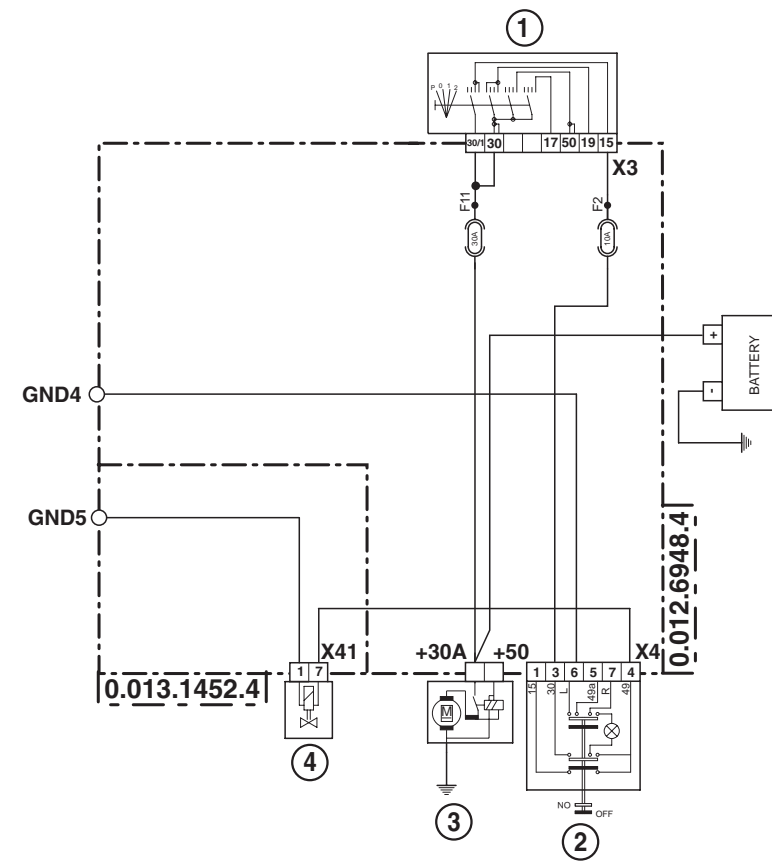 1
P 0 1 2
30/1 30 17 50 19 15
X3
F11
F2
30A
10A
+
-
BATTERY
GND4
GND5
0.012.6948.4
X41
+30A
+50
X4
1 7
1 3 6 5 7 4
15 30 L 49a R 49
0.013.1452.4
M
4
3
NO
OFF
2